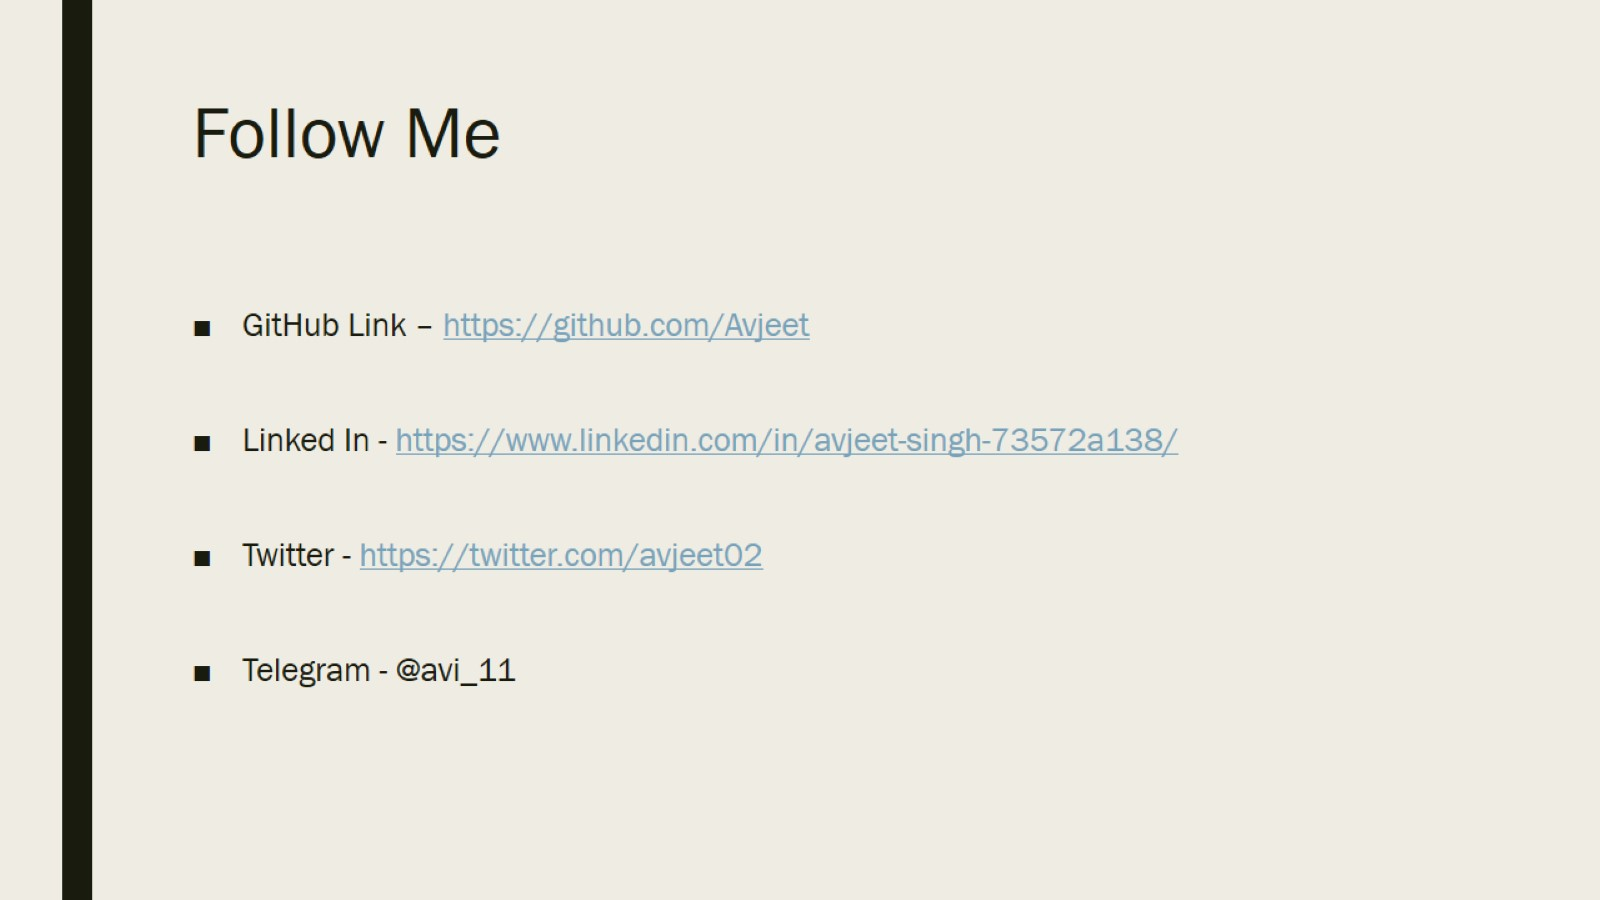 Follow Me
■ GitHub Link – https://github.com/Avjeet
■ Linked In - https://www.linkedin.com/in/avjeet-singh-73572a138/
■ Twitter - https://twitter.com/avjeet02
■ Telegram - @avi_11